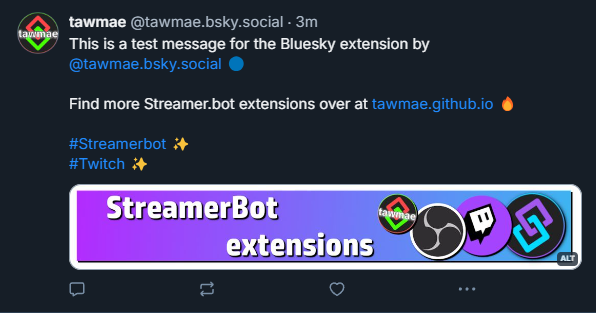 tawmae @tawmae.bsky.social · 3m
This is a test message for the Bluesky extension by
@tawmae.bsky.social 🔵
Find more Streamer.bot extensions over at tawmae.github.io 🔥
#Streamerbot ✨
#Twitch ✨
StreamerBot
extensions
tawmae
tawmae
ALT